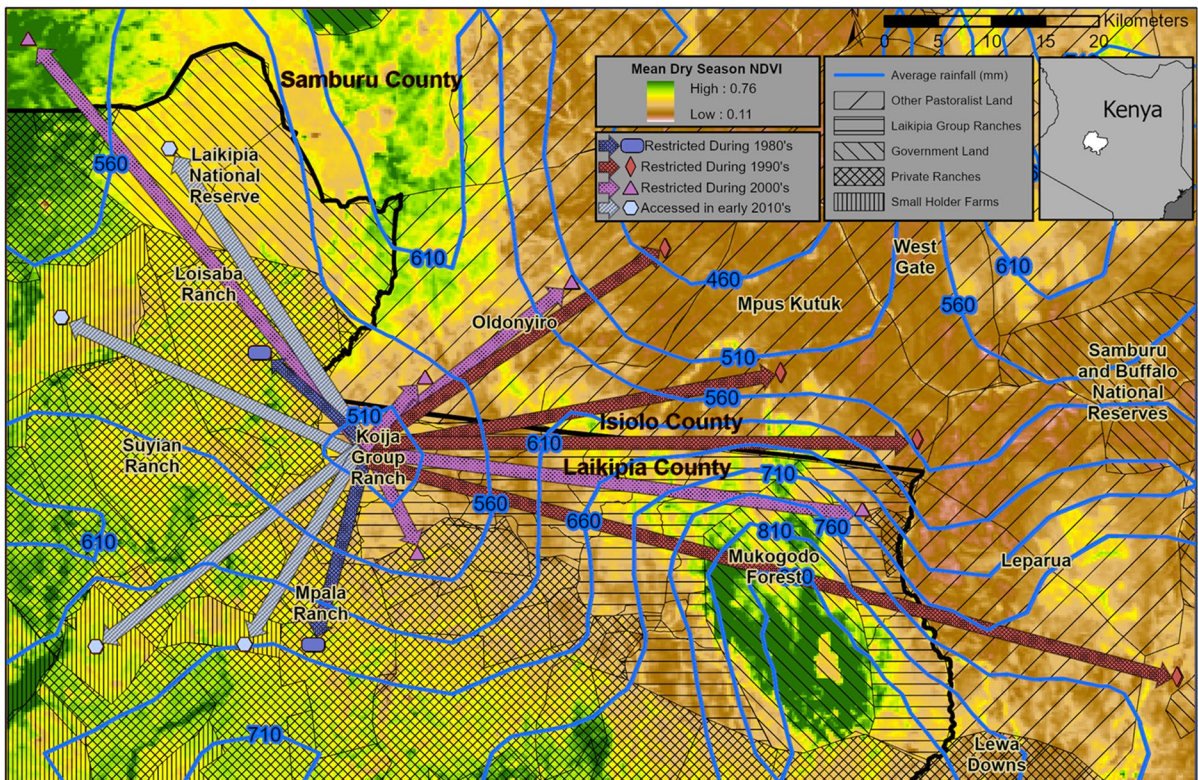 Kilometers
0 5 10 15 20
Mean Dry Season NDVI
High : 0.76
Low : 0.11
Restricted During 1980's
Restricted During 1990's
Restricted During 2000's
Accessed in early 2010's
Average rainfall (mm)
Other Pastoralist Land
Laikipia Group Ranches
Government Land
Private Ranches
Small Holder Farms
Kenya
Samburu County
560
Laikipia
National
Reserve
610
Loisaba
Ranch
West
Gate
460
610
560
Mpus Kutuk
Oldonyiro
510
Samburu
and Buffalo
National
Reserves
560
510
Isiolo County
610
Koija
Group
Ranch
Suyian
Ranch
Laikipia County
710
560
660
760
810
610
Mukogodo
Forest
Leparua
Mpala
Ranch
710
Lewa
Downs